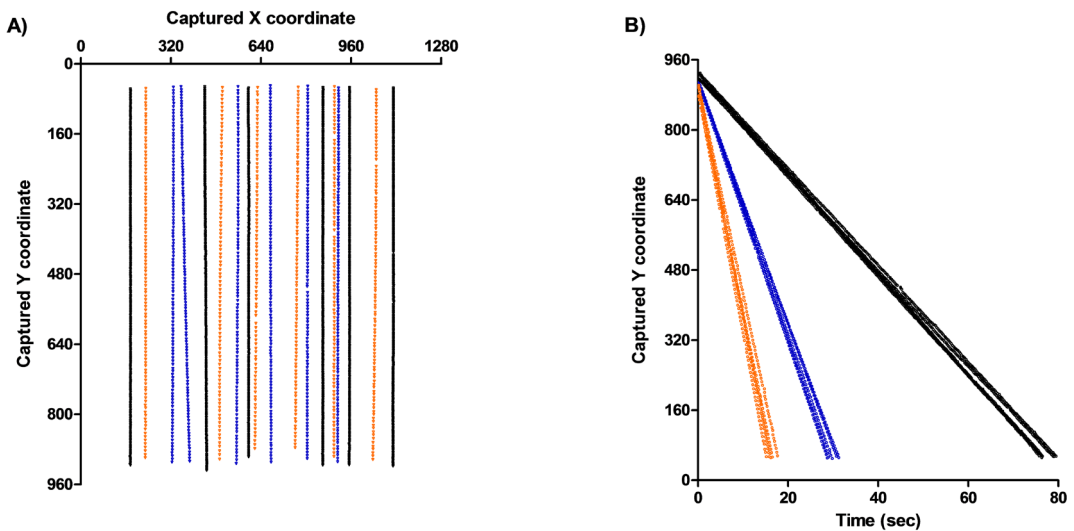 A)
Captured X coordinate
0 320 640 960 1280
Captured Y coordinate
0
160
320
480
640
800
960
B)
Captured Y coordinate
960
800
640
480
320
160
0
0 20 40 60 80
Time (sec)